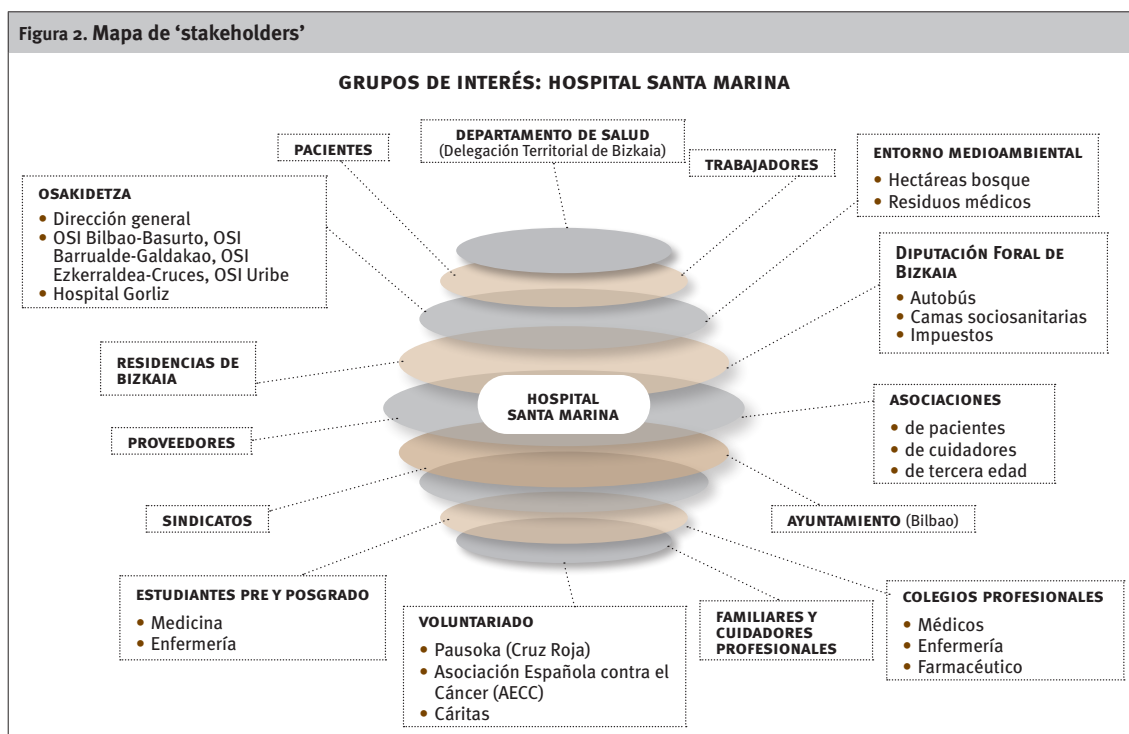 Figura 2. Mapa de ‘stakeholders’
GRUPOS DE INTERÉS: HOSPITAL SANTA MARINA
DEPARTAMENTO DE SALUD
(Delegación Territorial de Bizkaia)
PACIENTES
TRABAJADORES
ENTORNO MEDIOAMBIENTAL
• Hectáreas bosque
• Residuos médicos
OSAKIDETZA
• Dirección general
• OSI Bilbao-Basurto, OSI
Barrualde-Galdakao, OSI
Ezkerraldea-Cruces, OSI Uribe
• Hospital Gorliz
DIPUTACIÓN FORAL DE
BIZKAIA
• Autobús
• Camas sociosanitarias
• Impuestos
RESIDENCIAS DE
BIZKAIA
HOSPITAL
SANTA MARINA
ASOCIACIONES
• de pacientes
• de cuidadores
• de tercera edad
PROVEEDORES
SINDICATOS
AYUNTAMIENTO (Bilbao)
ESTUDIANTES PRE Y POSGRADO
• Medicina
• Enfermería
VOLUNTARIADO
• Pausoka (Cruz Roja)
• Asociación Española contra el
Cáncer (AECC)
• Cáritas
FAMILIARES Y
CUIDADORES
PROFESIONALES
COLEGIOS PROFESIONALES
• Médicos
• Enfermería
• Farmacéutico